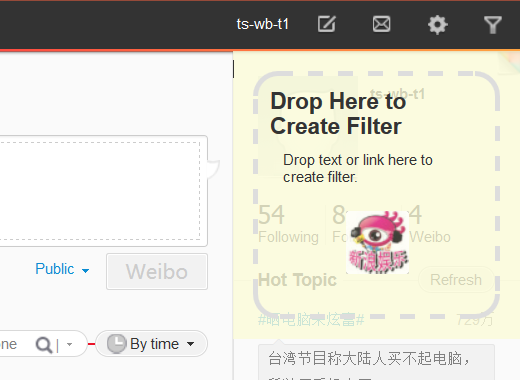 ts-wb-t1
ts-wb-t1
Drop Here to
Create Filter
Drop text or link here to
create filter.
54
8
4
Following
Fo
Weibo
Public
Weibo
新浪娱乐
Hot Topic
Refresh
#晒电脑来炫富#
729万
one
By time
台湾节目称大陆人买不起电脑，